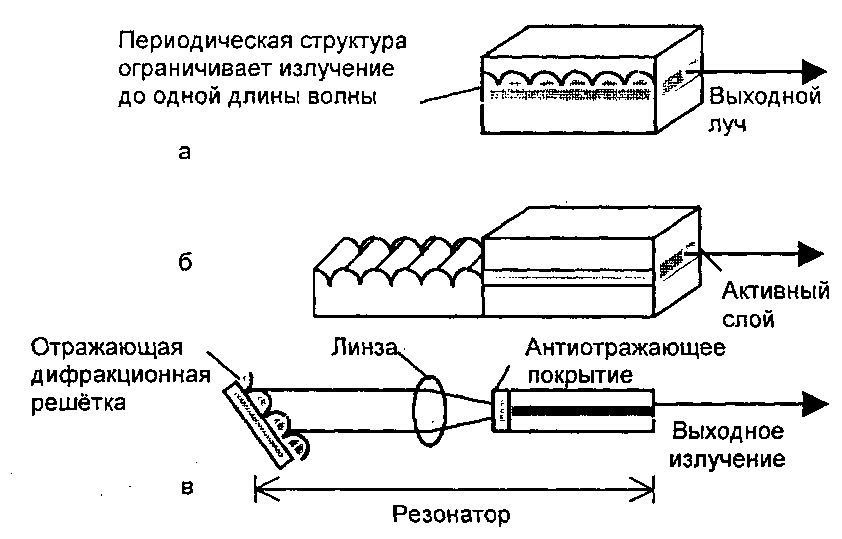 Периодическая структура
ограничивает излучение
до одной длины волны
Выходной
луч
а
б
Активный
слой
Отражающая
дифракционная
решётка
Линза
Антиотражающее
покрытие
Выходное
излучение
в
Резонатор